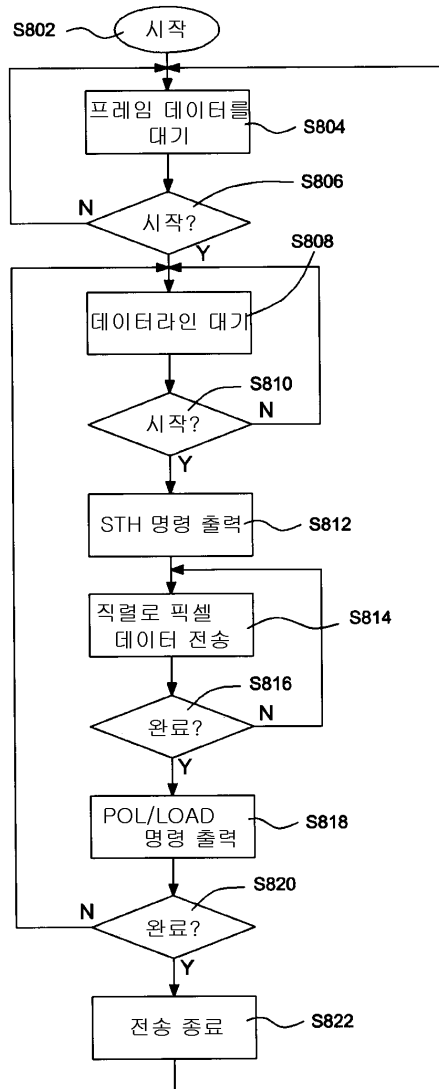 S802
시작
프레임 데이터를
대기
S804
S806
N
시작?
Y
S808
데이터라인 대기
S810
시작?
N
Y
STH 명령 출력
S812
직렬로 픽셀
데이터 전송
S814
S816
완료?
N
Y
POL/LOAD
명령 출력
S818
S820
N
완료?
Y
전송 종료
S822